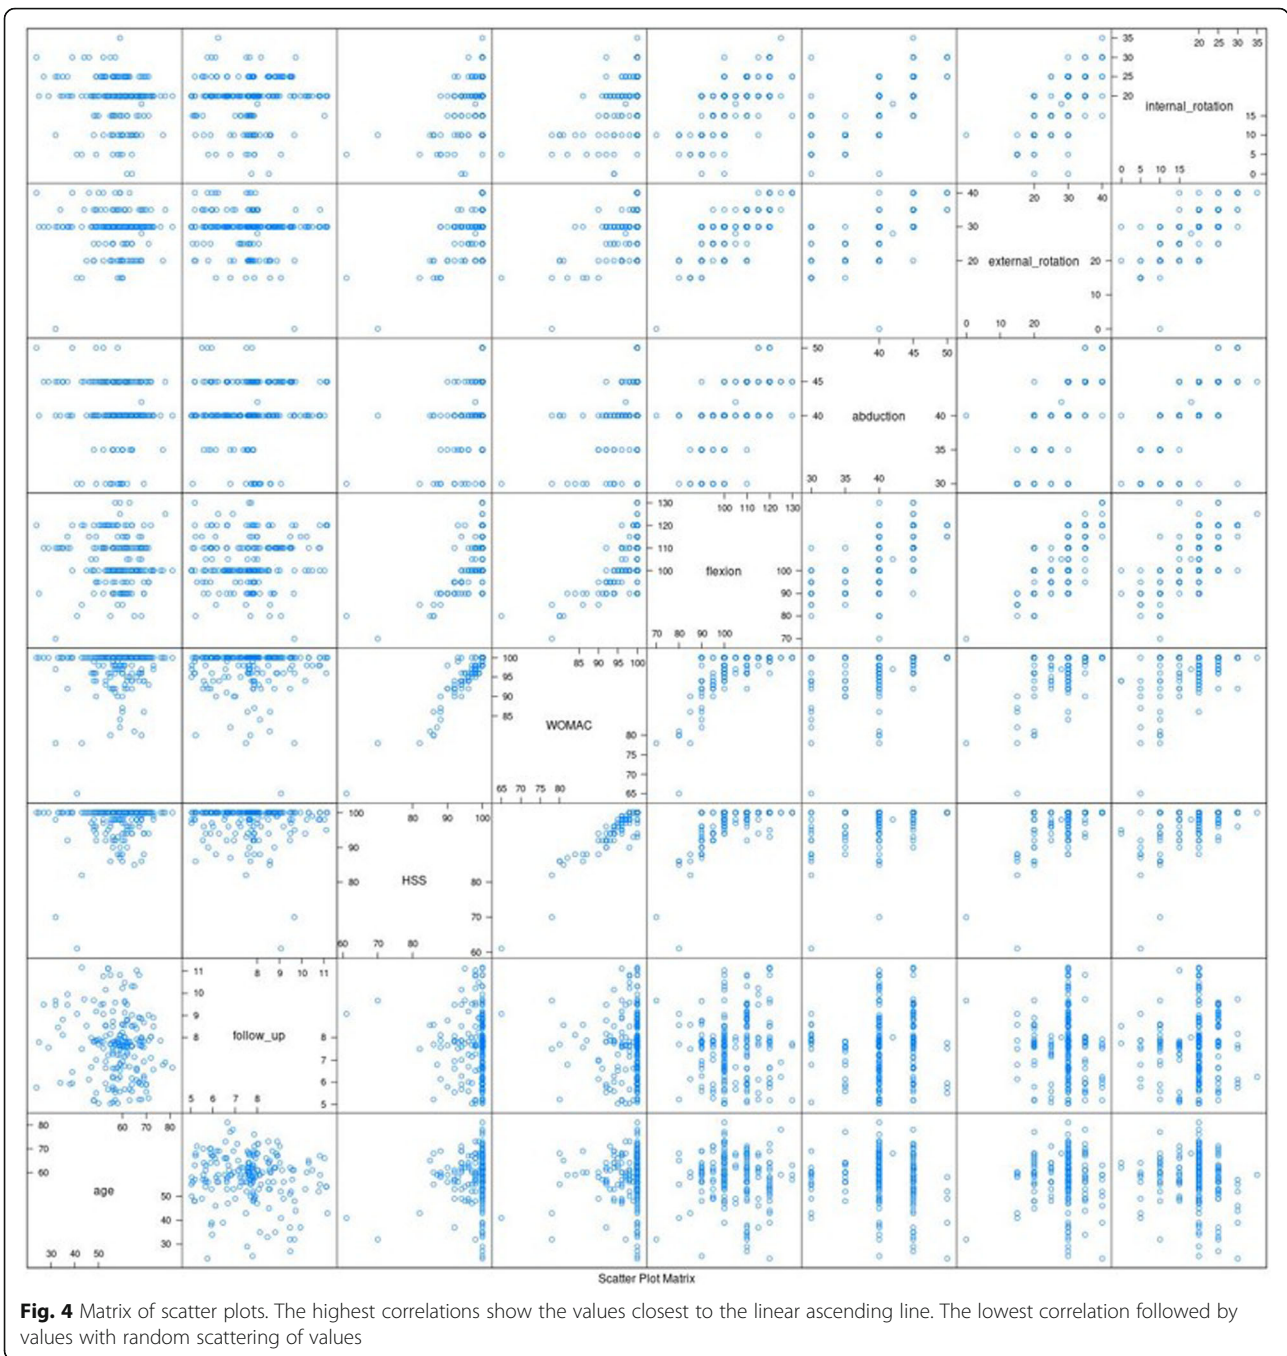 35 20 25 30 35
30
25
20
internal_rotation
15
10
5
0 5 10 15 0
40 20 30 40
30
20 external_rotation 20
10
0 10 20 0
50 40 45 50
45
40 abduction 40
35
30 35 40 30
130 100 110 120 130
120
110
100 flexion 100
90
80
70 80 90 100 70
100 85 90 95 100
95
90
85
WOMAC
80
75
70
65 70 75 80 65
100 80 90 100
90
80 HSS 80
70
60 70 80 60
11 8 9 10 11
10
9
8 follow_up 8
7
6
5 6 7 8 5
80 60 70 80
70
60
age
50
40
30
30 40 50
Scatter Plot Matrix
Fig. 4 Matrix of scatter plots. The highest correlations show the values closest to the linear ascending line. The lowest correlation followed by
values with random scattering of values